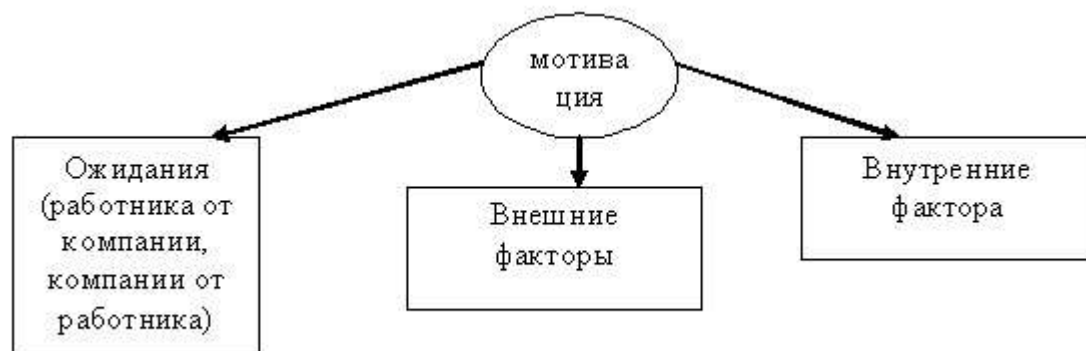 мотива
ция
Ожидания
(работника от
компании,
компании от
работника)
Внешние
факторы
Внутренние
фактора